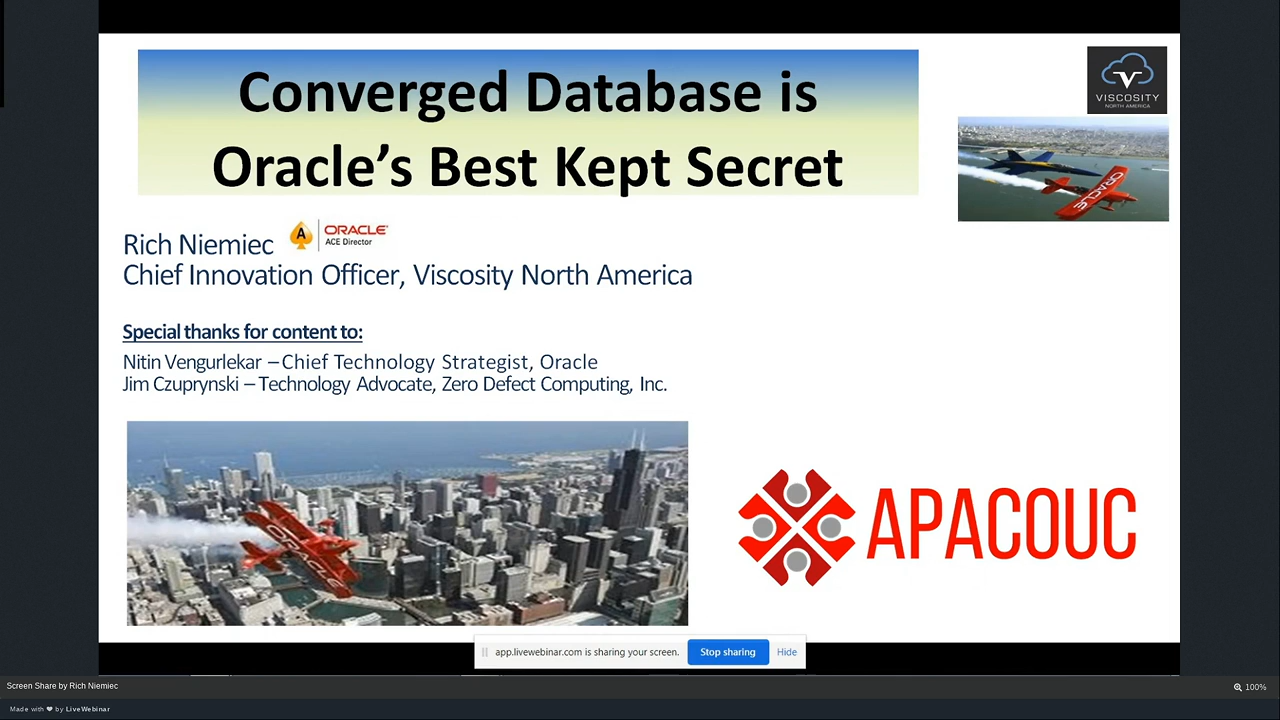 Converged Database is
Oracle’s Best Kept Secret
VISCOSITY
NORTH AMERICA
ORACLE
Rich Niemiec
A
ORACLE
ACE Director
Chief Innovation Officer, Viscosity North America
Special thanks for content to:
Nitin Vengurlekar – Chief Technology Strategist, Oracle
Jim Czuprynski – Technology Advocate, Zero Defect Computing, Inc.
ORACLE
APACOUC
app.livewebinar.com is sharing your screen.
Stop sharing
Hide
Screen Share by Rich Niemiec
100%
Made with ❤ by LiveWebinar